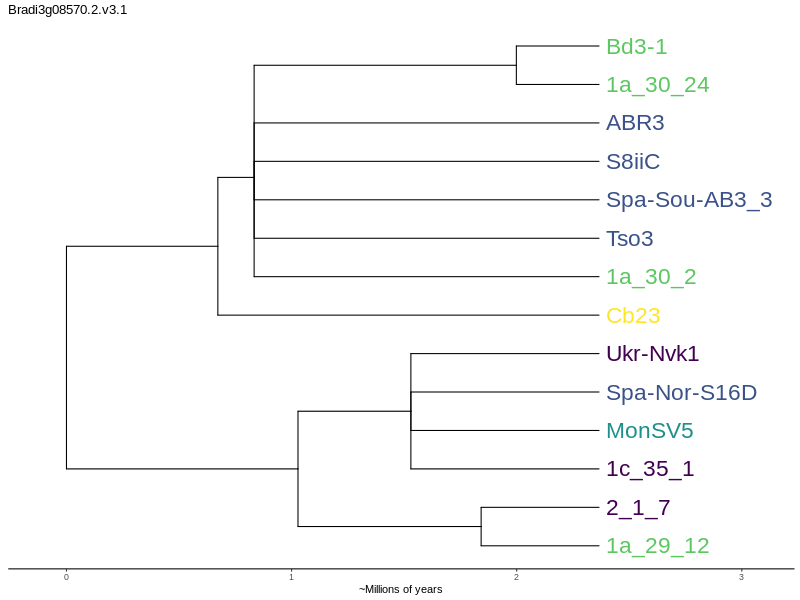 Bradi3g08570.2.v3.1
Bd3-1
1a_30_24
ABR3
S8iiC
Spa-Sou-AB3_3
Tso3
1a_30_2
Cb23
Ukr-Nvk1
Spa-Nor-S16D
MonSV5
1c_35_1
2_1_7
1a_29_12
0 1 2 3
~Millions of years